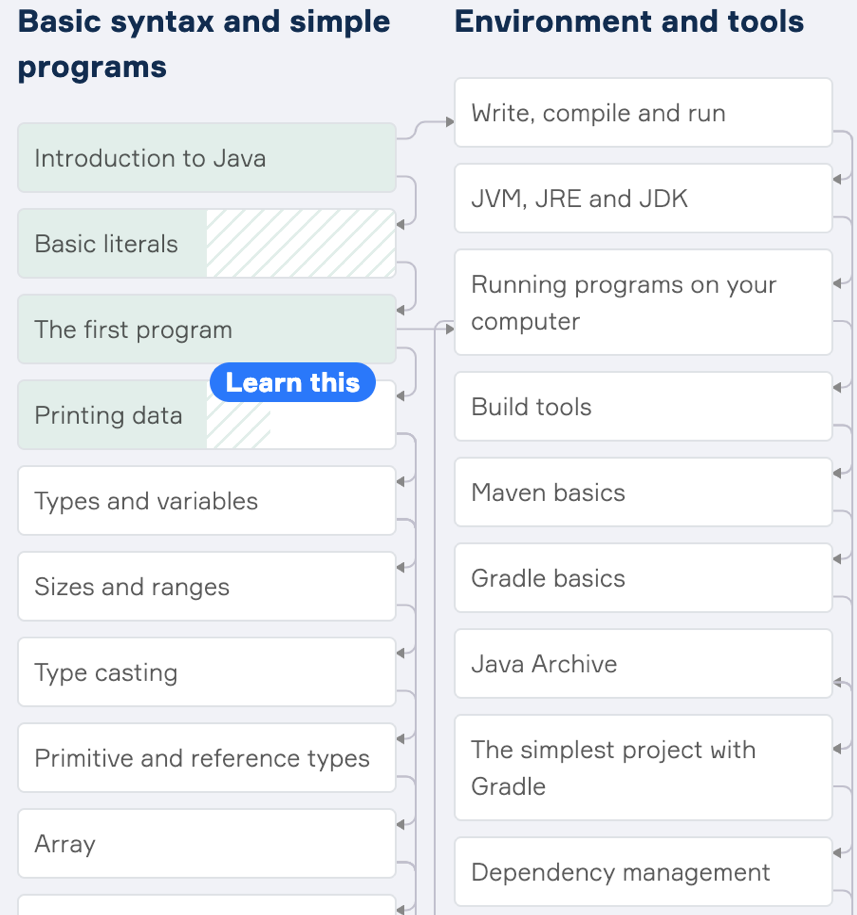 Basic syntax and simple
programs
Introduction to Java
Basic literals
The first program
Learn this
Printing data
Types and variables
Sizes and ranges
Type casting
Primitive and reference types
Array
Environment and tools
Write, compile and run
JVM, JRE and JDK
Running programs on your
computer
Build tools
Maven basics
Gradle basics
Java Archive
The simplest project with
Gradle
Dependency management